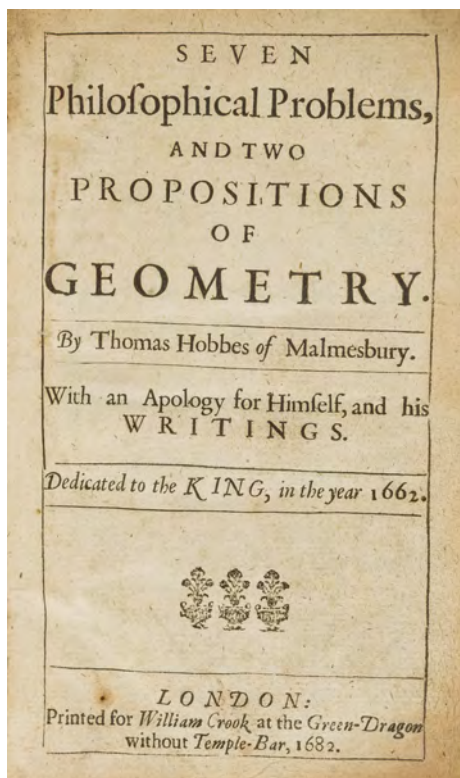 SEVEN
Philoſophical Problems,
AND TWO
PROPOSITIONS
OF
GEOMETRY.
By Thomas Hobbes of Malmesbury.
With an Apology for Himſelf, and his
WRITINGS.
Dedicated to the KING, in the year 1662.
LONDON:
Printed for William Crook at the Green-Dragon
without Temple-Bar, 1682.